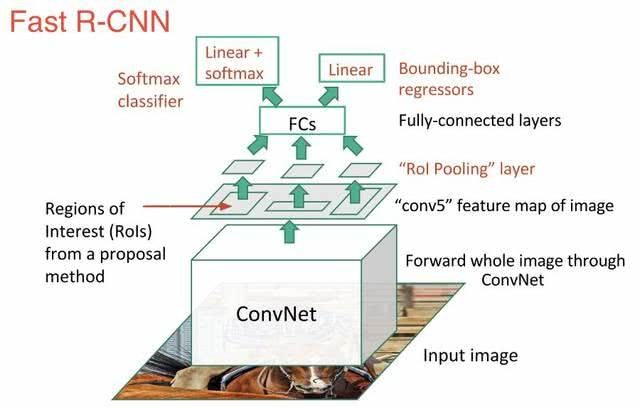 Fast R-CNN
Linear +
softmax
Linear
Softmax
classifier
Bounding-box
regressors
FCs
Fully-connected layers
“RoI Pooling” layer
Regions of
Interest (RoIs)
from a proposal
method
“conv5” feature map of image
Forward whole image through
ConvNet
ConvNet
Input image